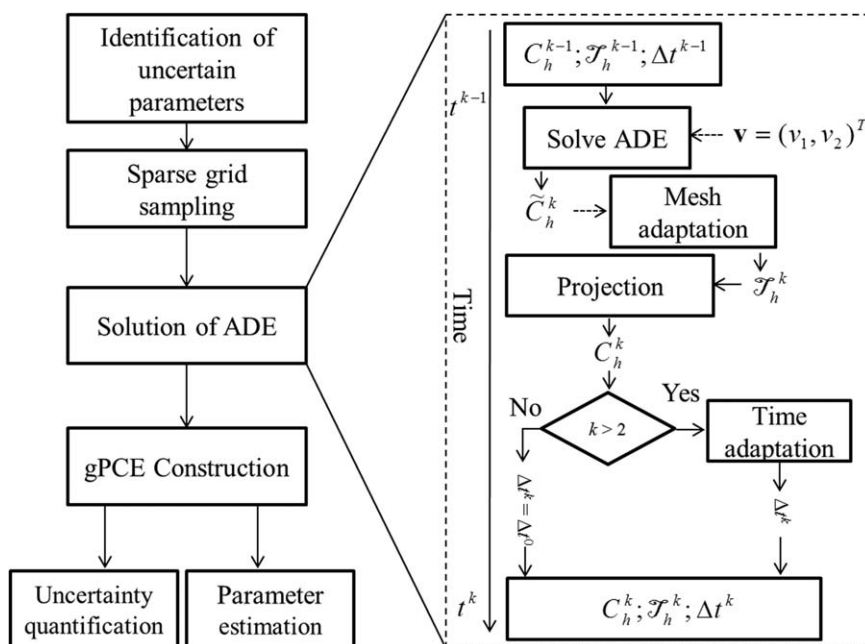 Identification of
uncertain
parameters
Sparse grid
sampling
Solution of ADE
gPCE Construction
Uncertainty
quantification
Parameter
estimation
Time
t^{k-1}
t^k
C_h^{k-1}; 𝒯_h^{k-1}; Δt^{k-1}
Solve ADE
v = (v_1, v_2)^T
C̃_h^k
Mesh
adaptation
Projection
𝒯_h^k
C_h^k
No
Yes
k > 2
Time
adaptation
Δt^k = Δt^0
Δt^k
C_h^k; 𝒯_h^k; Δt^k